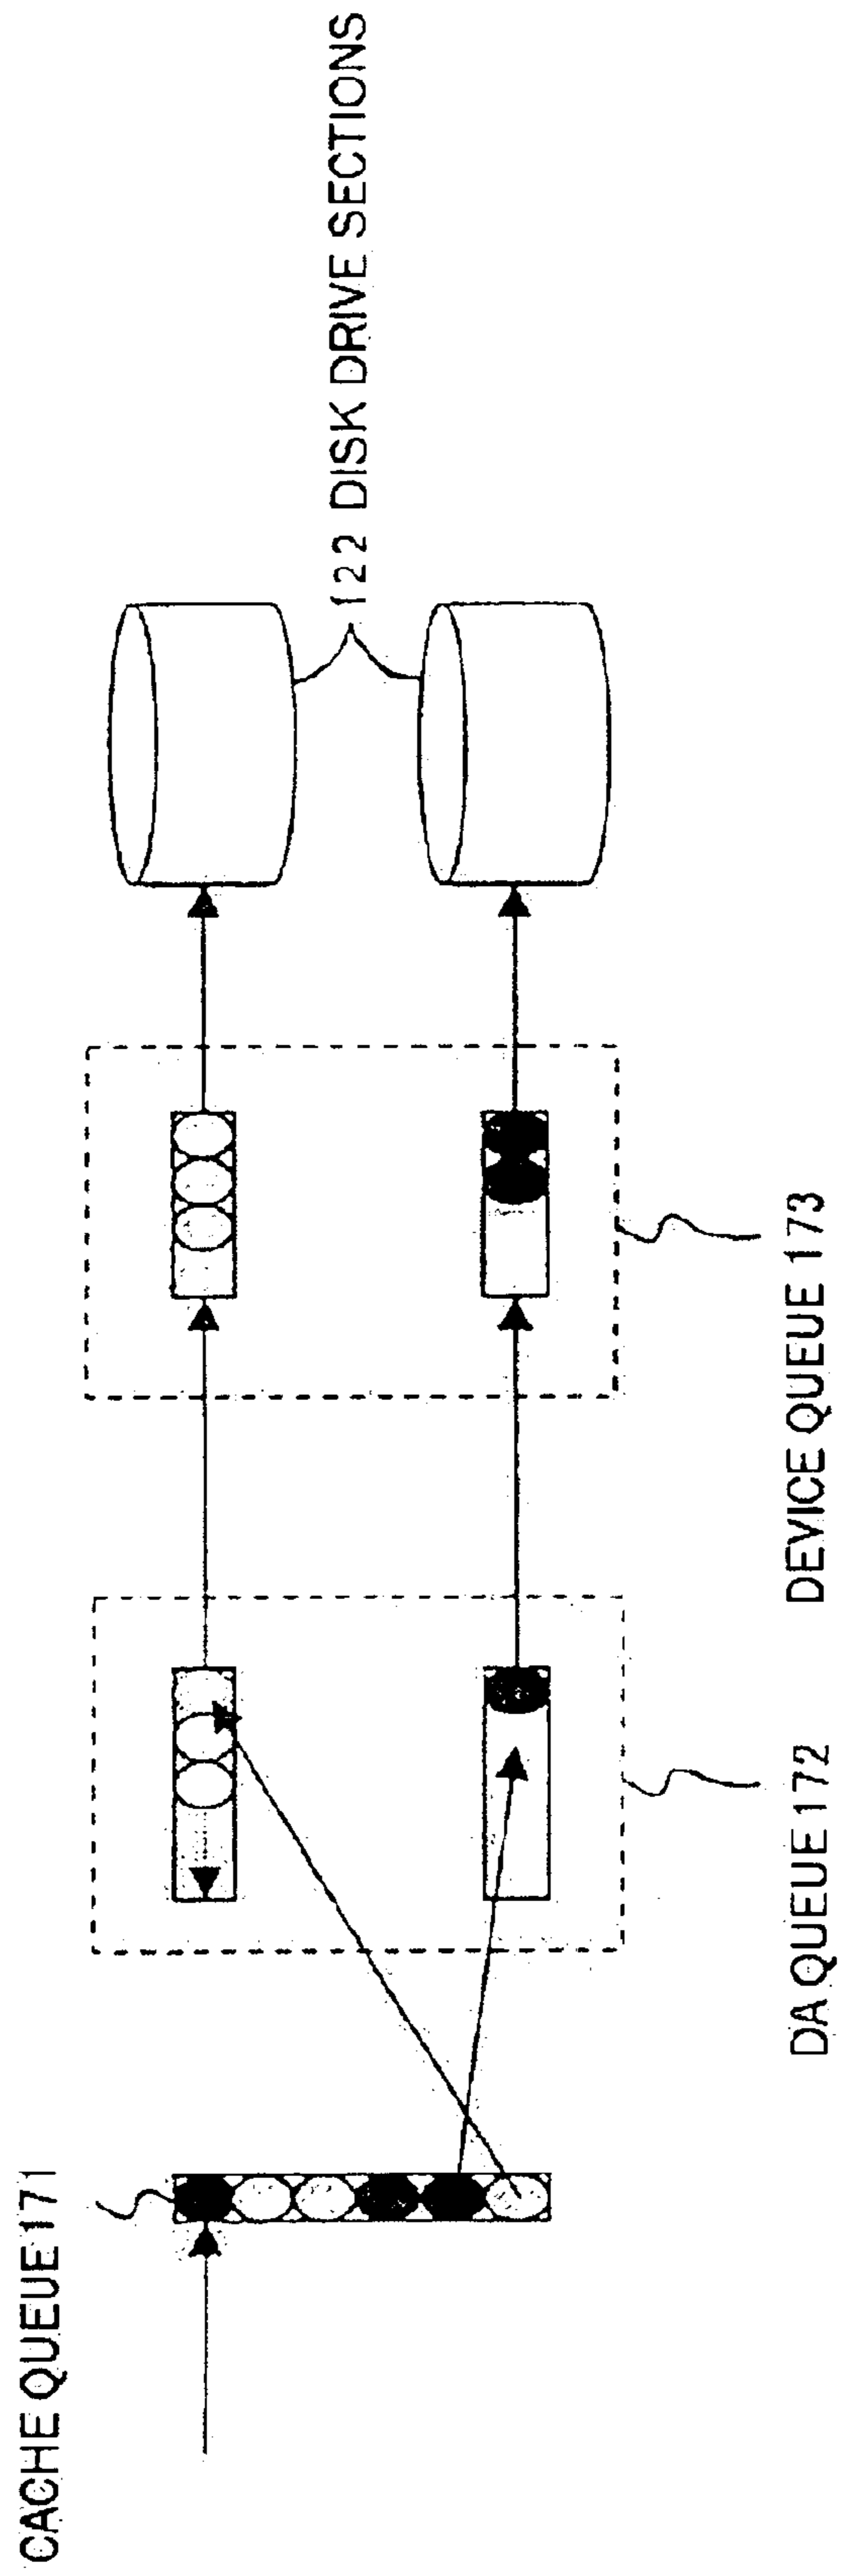 CACHE QUEUE 171
122 DISK DRIVE SECTIONS
DA QUEUE 172
DEVICE QUEUE 173